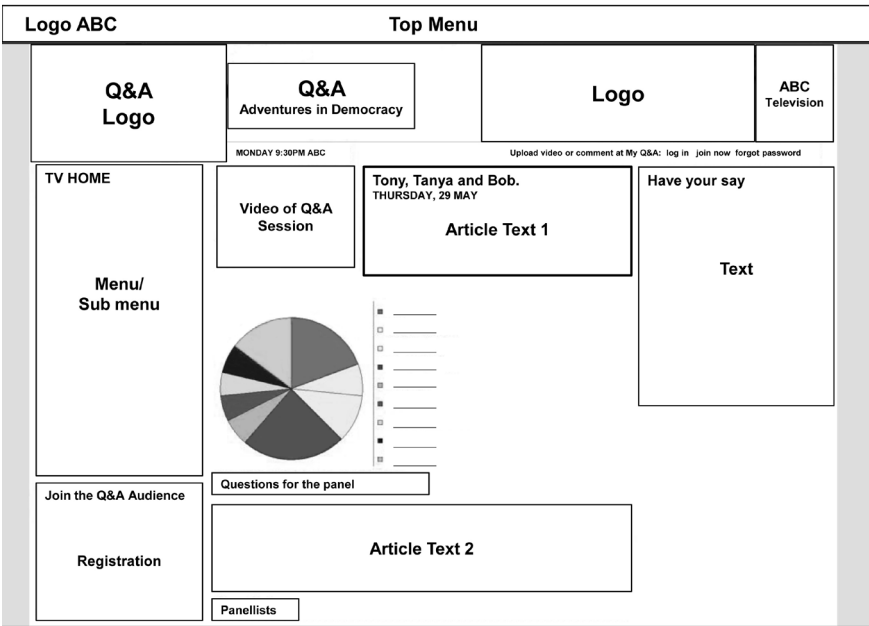 Logo ABC
Top Menu
Q&A
Logo
Q&A
Adventures in Democracy
Logo
ABC
Television
MONDAY 9:30PM ABC
Upload video or comment at My Q&A: log in join now forgot password
TV HOME
Menu/
Sub menu
Video of Q&A
Session
Tony, Tanya and Bob.
THURSDAY, 29 MAY
Article Text 1
Have your say
Text
Questions for the panel
Join the Q&A Audience
Registration
Article Text 2
Panellists